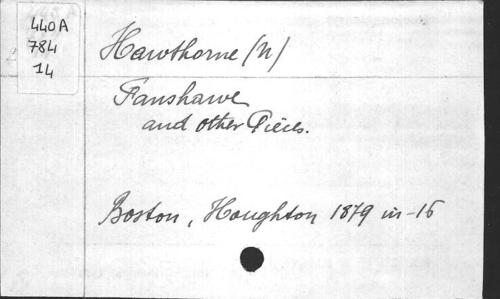 440A
784
14
Hawthorne (N)
Fanshawe
and other Pieces.
Boston, Houghton 1879 in-16